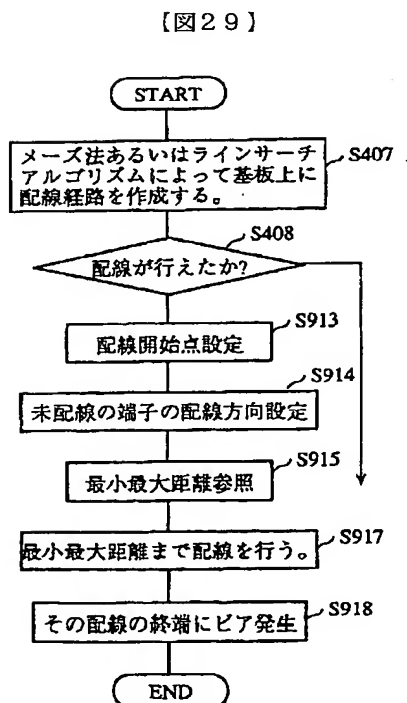 【図29】
START
メーズ法あるいはラインサーチ
アルゴリズムによって基板上に
配線経路を作成する。
S407
S408
配線が行えたか?
S913
配線開始点設定
S914
未配線の端子の配線方向設定
S915
最小最大距離参照
S917
最小最大距離まで配線を行う。
S918
その配線の終端にビア発生
END